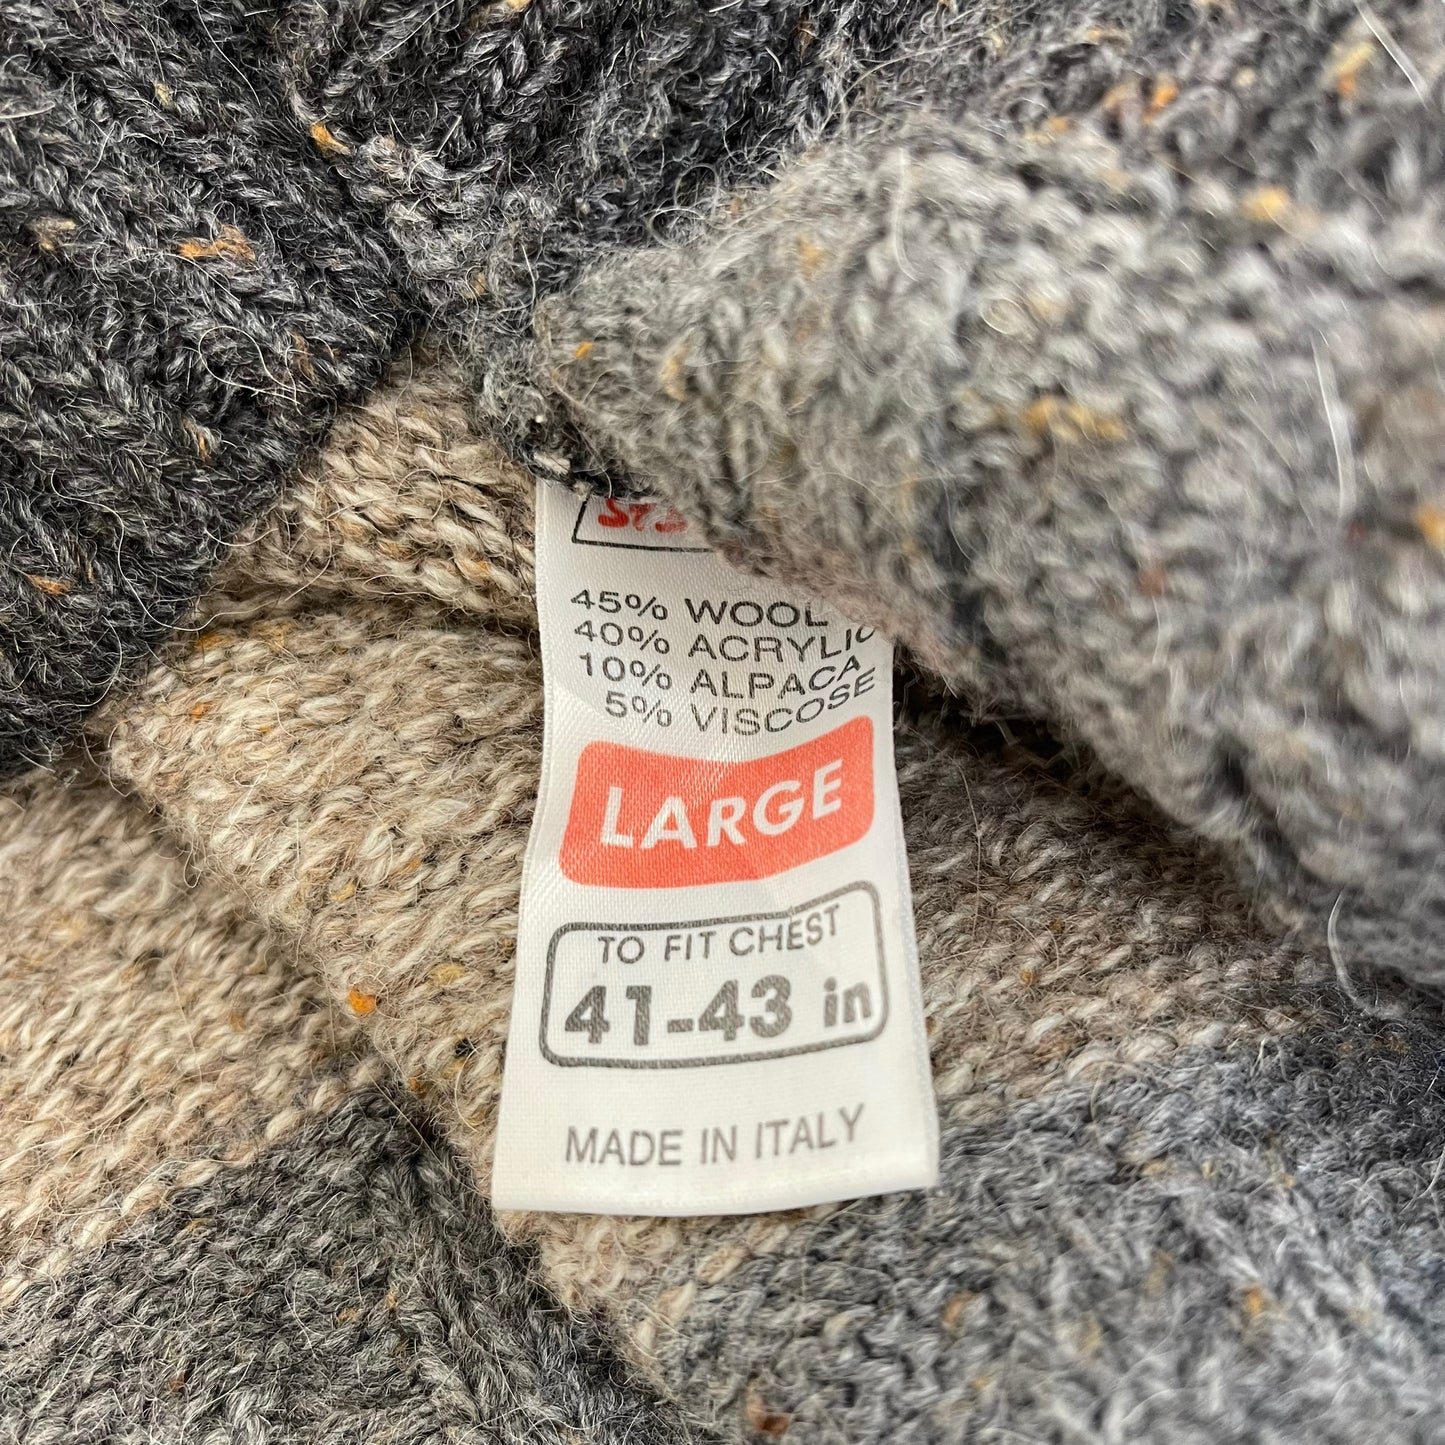 45% WOOL
40% ACRYLIC
10% ALPACA
5% VISCOSE
LARGE
TO FIT CHEST
41-43 in
MADE IN ITALY